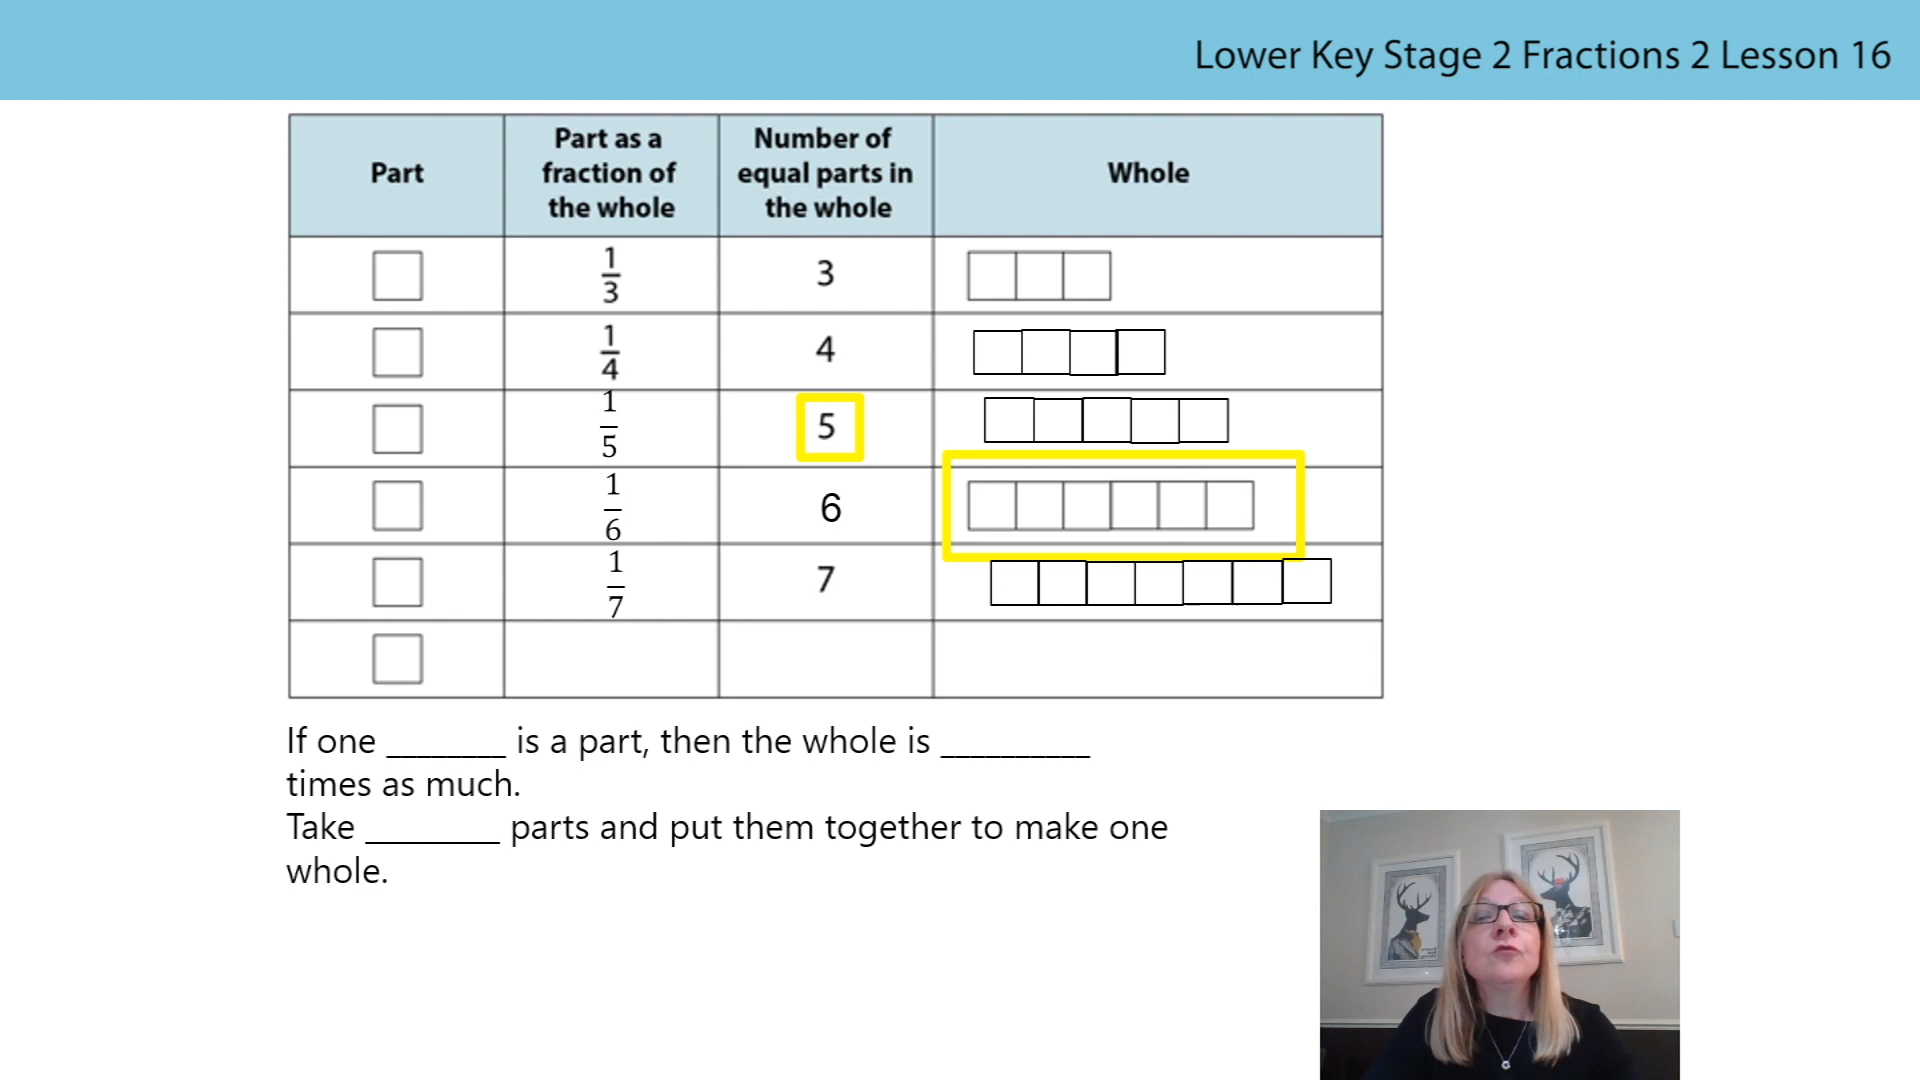 Lower Key Stage 2 Fractions 2 Lesson 16
Part
Part as a
fraction of
the whole
Number of
equal parts in
the whole
Whole
1/3
3
1/4
4
1/5
5
1/6
6
1/7
7
If one ______ is a part, then the whole is ________
times as much.
Take _______ parts and put them together to make one
whole.